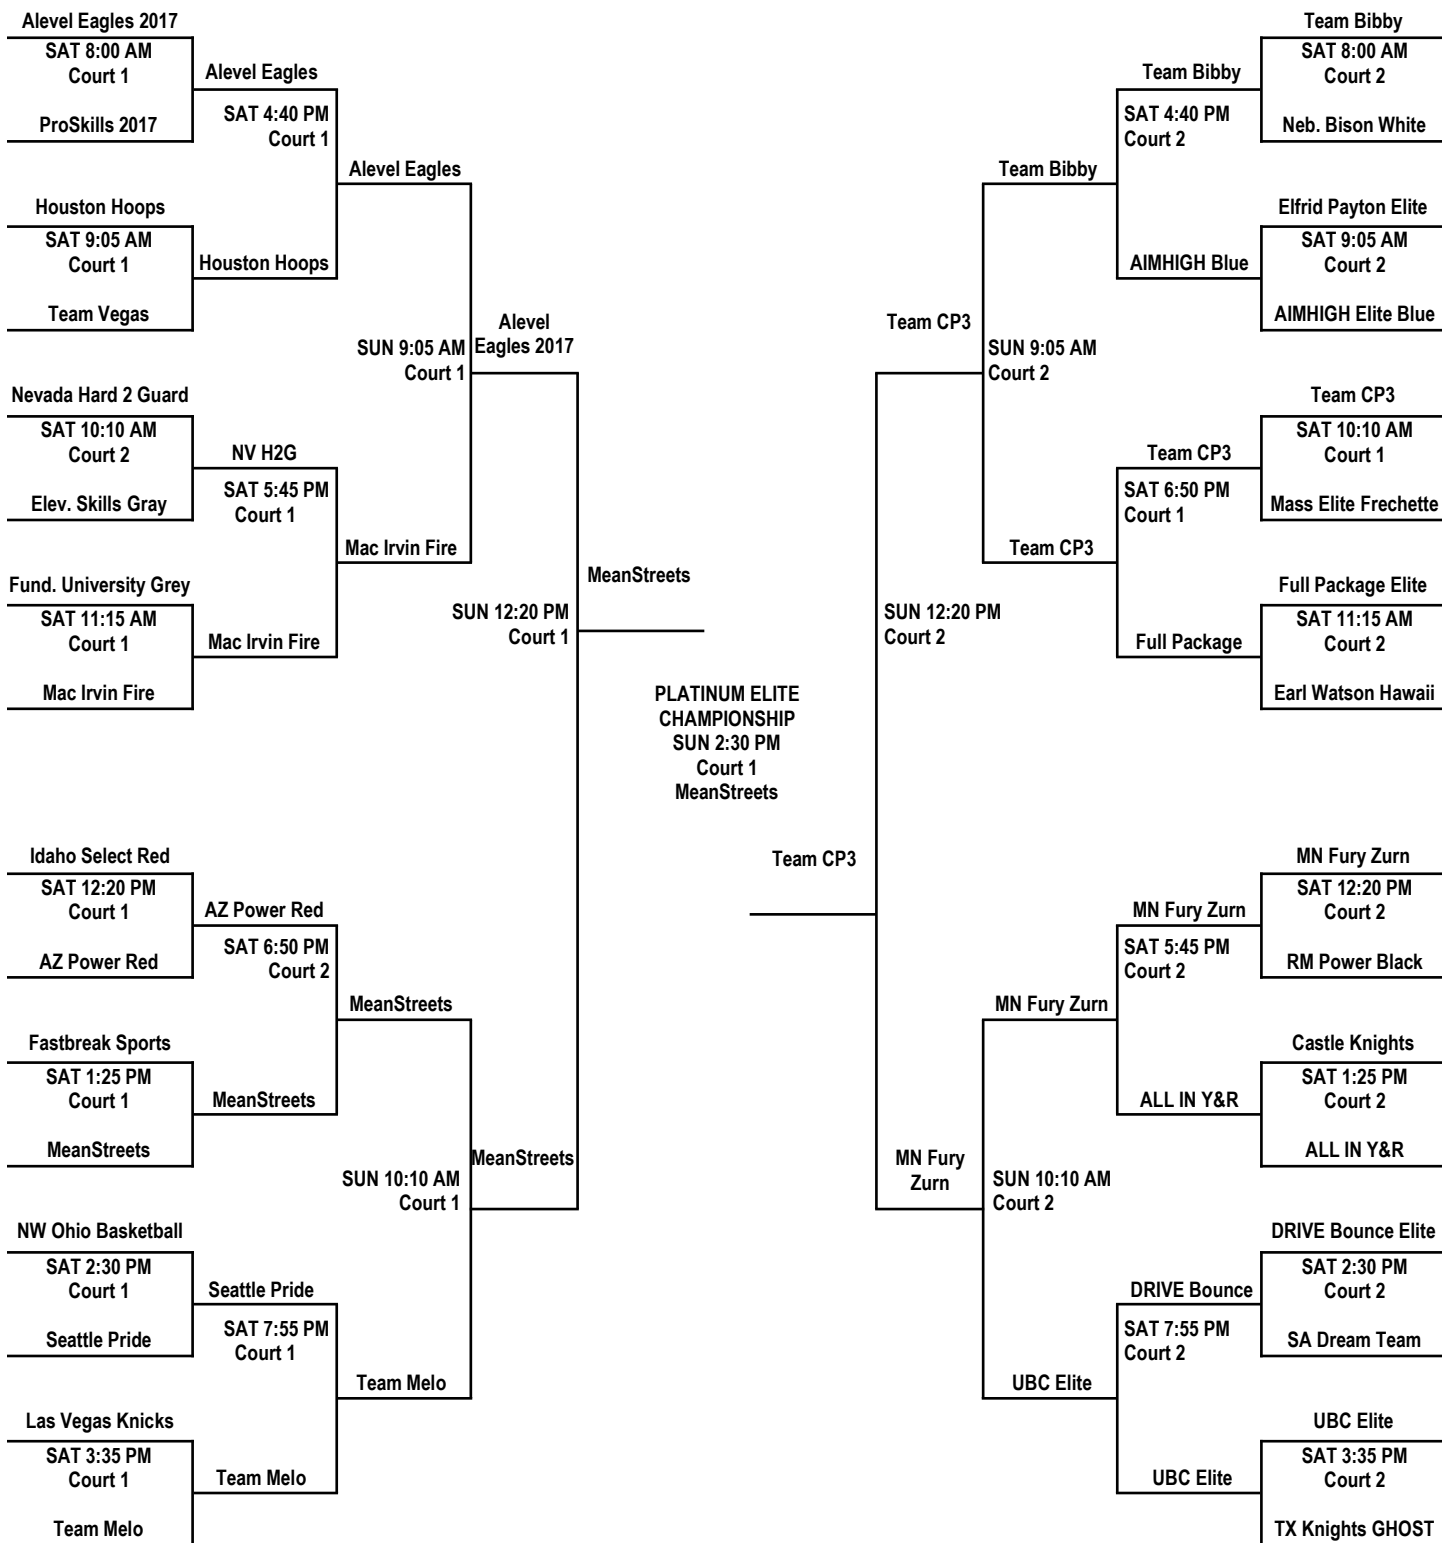 Alevel Eagles 2017
SAT 8:00 AM
Court 1
ProSkills 2017
Houston Hoops
SAT 9:05 AM
Court 1
Team Vegas
Nevada Hard 2 Guard
SAT 10:10 AM
Court 2
Elev. Skills Gray
Fund. University Grey
SAT 11:15 AM
Court 1
Mac Irvin Fire
Idaho Select Red
SAT 12:20 PM
Court 1
AZ Power Red
Fastbreak Sports
SAT 1:25 PM
Court 1
MeanStreets
NW Ohio Basketball
SAT 2:30 PM
Court 1
Seattle Pride
Las Vegas Knicks
SAT 3:35 PM
Court 1
Team Melo
Alevel Eagles
SAT 4:40 PM
Court 1
Houston Hoops
NV H2G
SAT 5:45 PM
Court 1
Mac Irvin Fire
AZ Power Red
SAT 6:50 PM
Court 2
MeanStreets
Seattle Pride
SAT 7:55 PM
Court 1
Team Melo
Alevel Eagles
SUN 9:05 AM
Court 1
Mac Irvin Fire
MeanStreets
SUN 10:10 AM
Court 1
Team Melo
Alevel
Eagles 2017
SUN 12:20 PM
Court 1
MeanStreets
MeanStreets
PLATINUM ELITE
CHAMPIONSHIP
SUN 2:30 PM
Court 1
MeanStreets
Team CP3
Team CP3
SUN 12:20 PM
Court 2
MN Fury
Zurn
Team Bibby
SUN 9:05 AM
Court 2
Team CP3
MN Fury Zurn
SUN 10:10 AM
Court 2
UBC Elite
Team Bibby
SAT 4:40 PM
Court 2
AIMHIGH Blue
Team CP3
SAT 6:50 PM
Court 1
Full Package
MN Fury Zurn
SAT 5:45 PM
Court 2
ALL IN Y&R
DRIVE Bounce
SAT 7:55 PM
Court 2
UBC Elite
Team Bibby
SAT 8:00 AM
Court 2
Neb. Bison White
Elfrid Payton Elite
SAT 9:05 AM
Court 2
AIMHIGH Elite Blue
Team CP3
SAT 10:10 AM
Court 1
Mass Elite Frechette
Full Package Elite
SAT 11:15 AM
Court 2
Earl Watson Hawaii
MN Fury Zurn
SAT 12:20 PM
Court 2
RM Power Black
Castle Knights
SAT 1:25 PM
Court 2
ALL IN Y&R
DRIVE Bounce Elite
SAT 2:30 PM
Court 2
SA Dream Team
UBC Elite
SAT 3:35 PM
Court 2
TX Knights GHOST